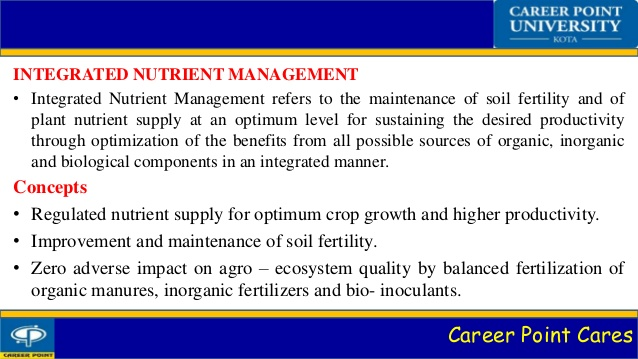 CAREER POINT
UNIVERSITY
KOTA
INTEGRATED NUTRIENT MANAGEMENT
• Integrated Nutrient Management refers to the maintenance of soil fertility and of
plant nutrient supply at an optimum level for sustaining the desired productivity
through optimization of the benefits from all possible sources of organic, inorganic
and biological components in an integrated manner.
Concepts
• Regulated nutrient supply for optimum crop growth and higher productivity.
• Improvement and maintenance of soil fertility.
• Zero adverse impact on agro – ecosystem quality by balanced fertilization of
organic manures, inorganic fertilizers and bio- inoculants.
CAREER POINT
Career Point Cares